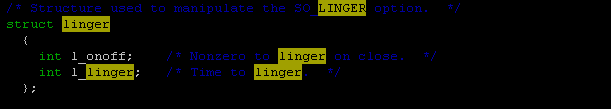 /* Structure used to manipulate the SO_LINGER option.  */
struct linger
  {
    int l_onoff;    /* Nonzero to linger on close.  */
    int l_linger;   /* Time to linger.  */
  };